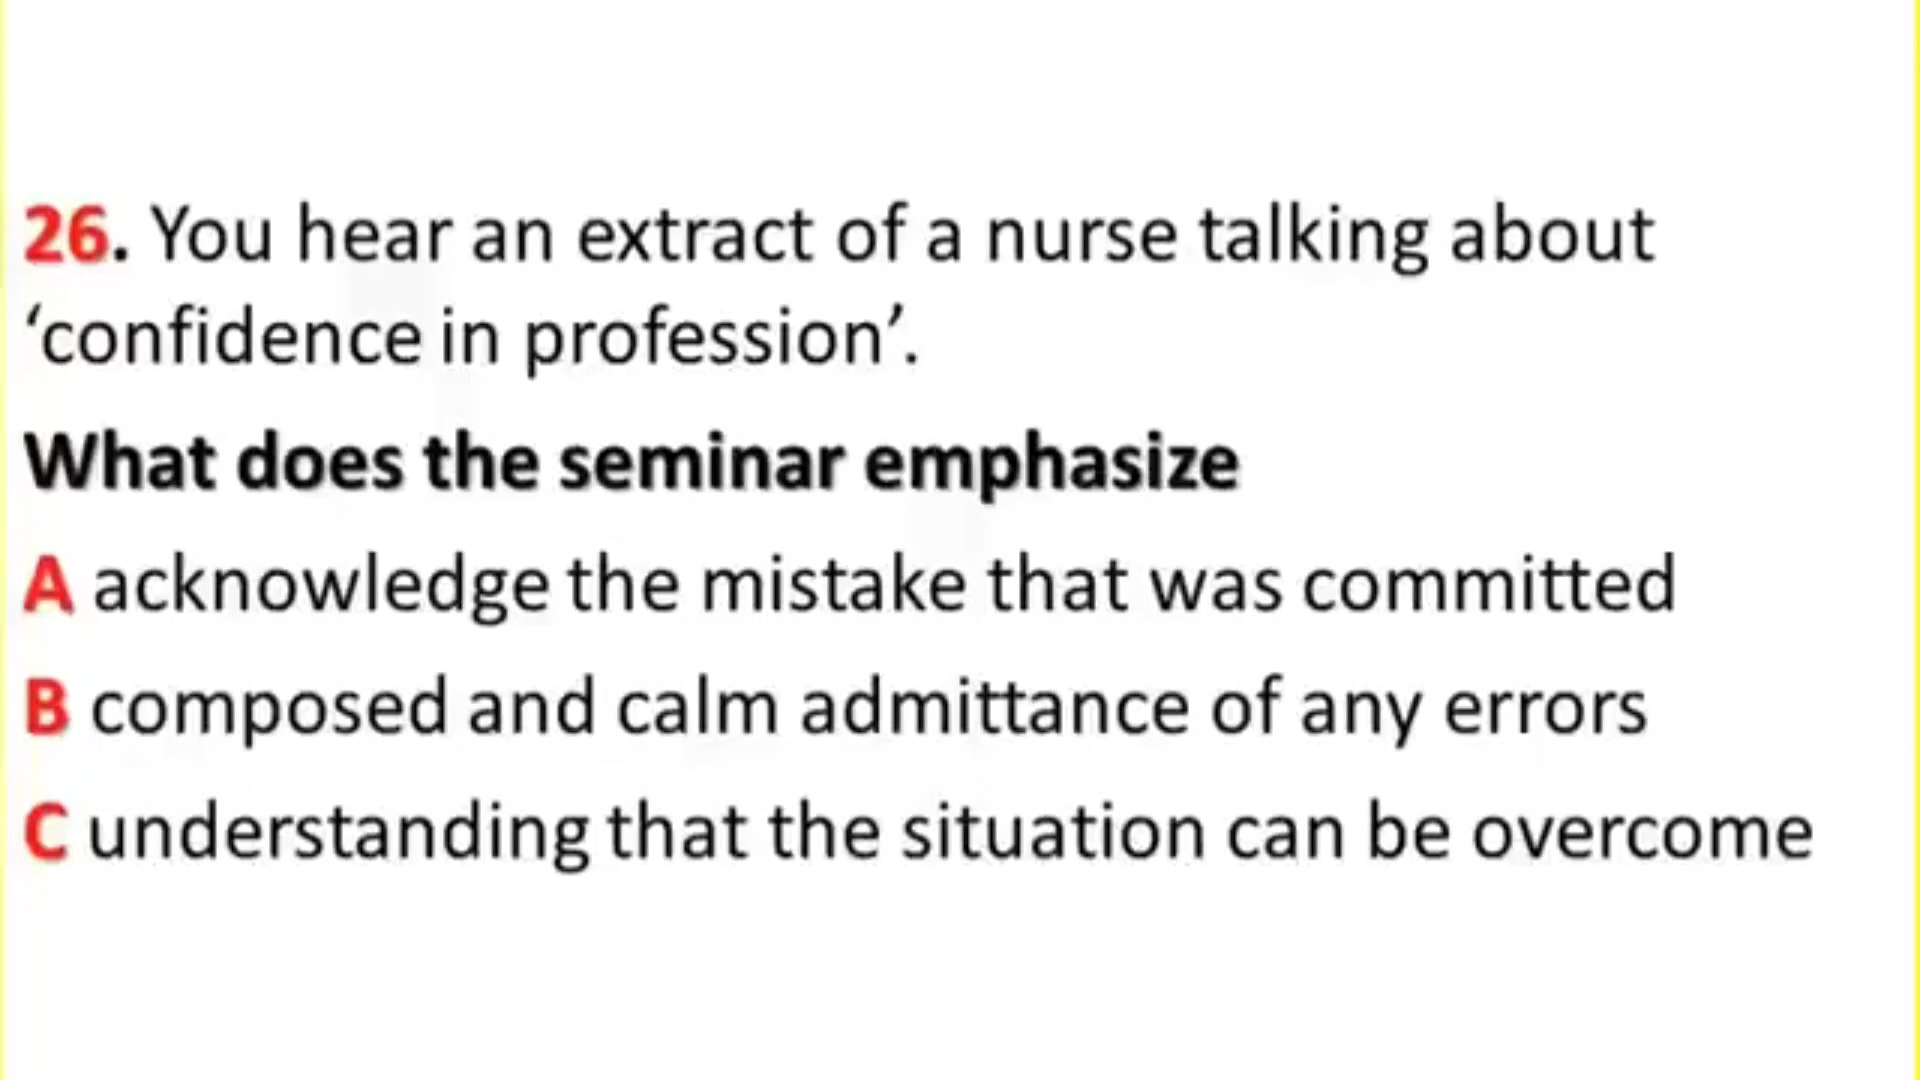 26. You hear an extract of a nurse talking about
‘confidence in profession’.
What does the seminar emphasize
A acknowledge the mistake that was committed
B composed and calm admittance of any errors
C understanding that the situation can be overcome